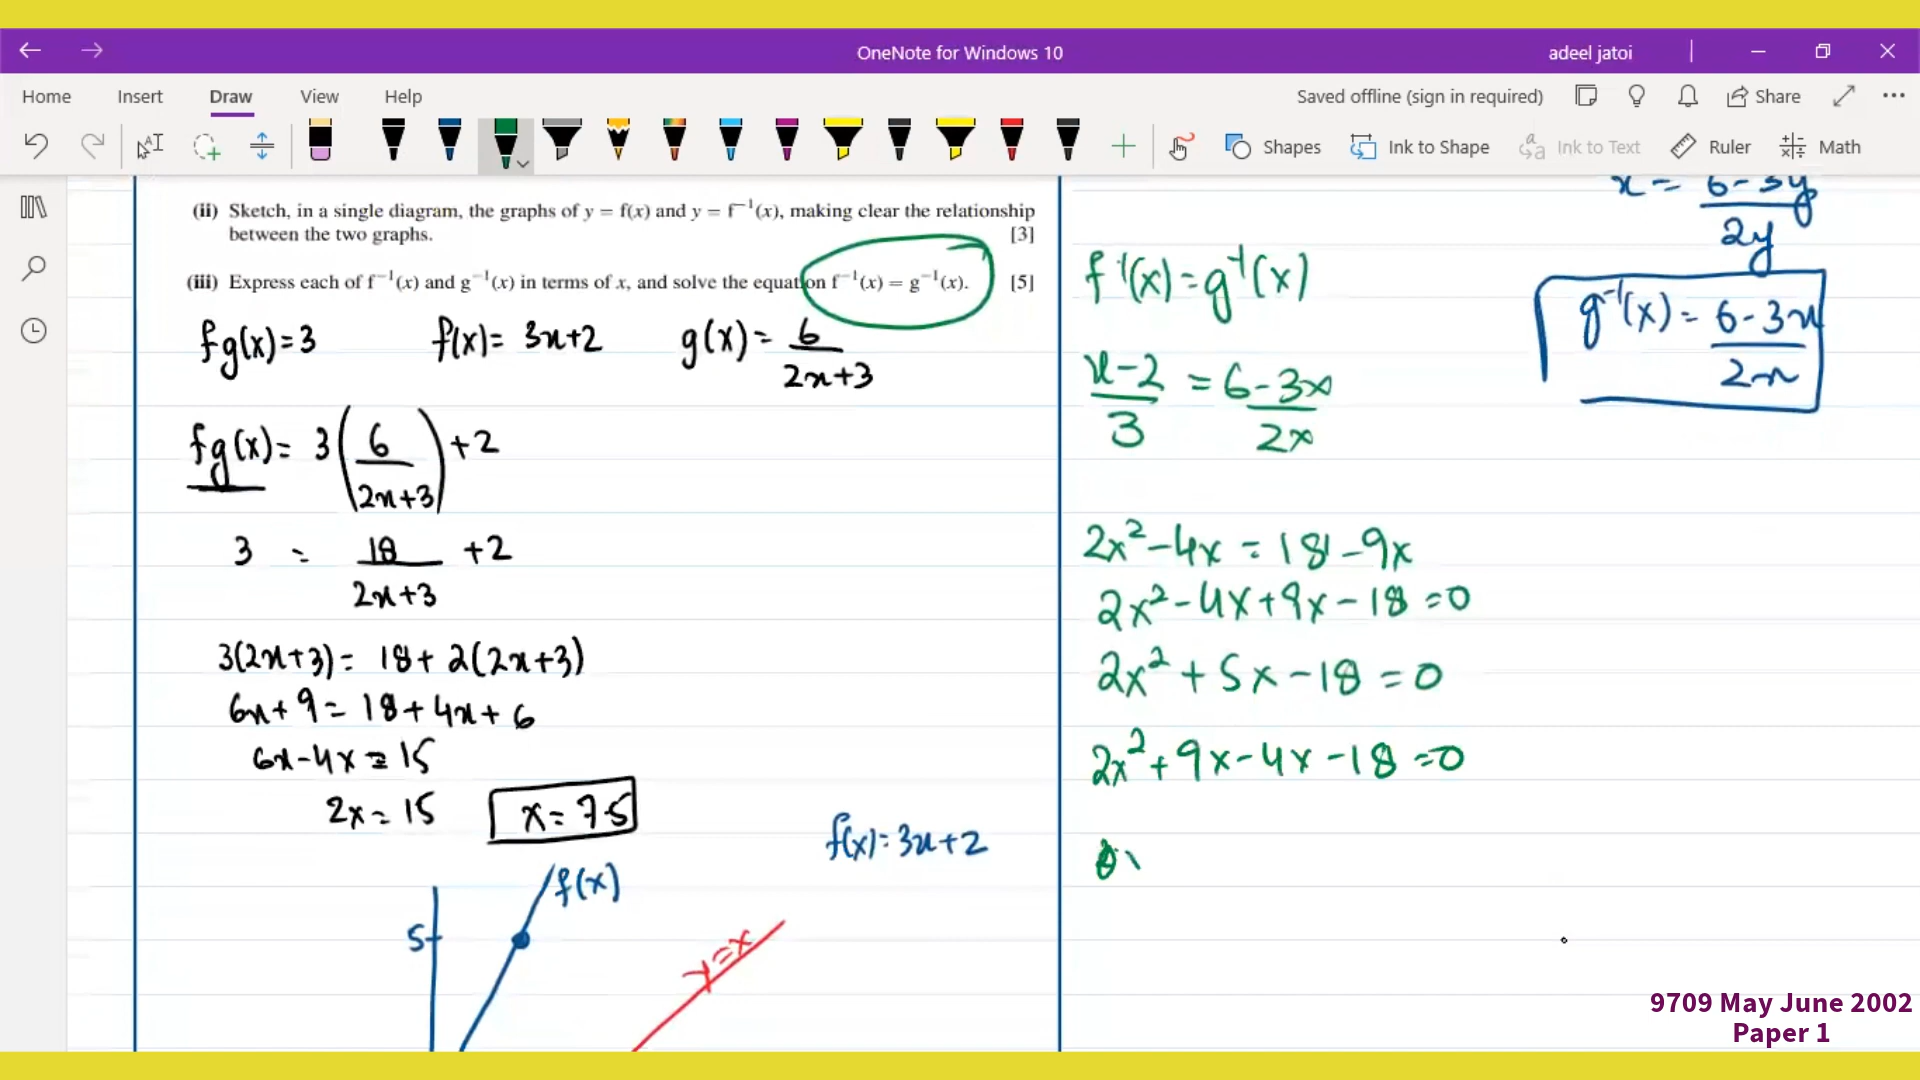 OneNote for Windows 10
adeel jatoi
Home Insert Draw View Help
Saved offline (sign in required)
Share
Shapes
Ink to Shape
Ink to Text
Ruler
Math
(ii) Sketch, in a single diagram, the graphs of y = f(x) and y = f⁻¹(x), making clear the relationship
between the two graphs. [3]
(iii) Express each of f⁻¹(x) and g⁻¹(x) in terms of x, and solve the equation f⁻¹(x) = g⁻¹(x). [5]
fg(x)=3 f(x)= 3x+2 g(x)= 6/(2x+3)
fg(x)= 3(6/(2x+3))+2
3 = 18/(2x+3) +2
3(2x+3)= 18+ 2(2x+3)
6x+9= 18+4x+6
6x-4x=15
2x=15 x=7.5
f(x)=3x+2
f(x)
5
y=x
x = (6-3y)/2y
f⁻¹(x)=g⁻¹(x)
g⁻¹(x) = (6-3x)/2x
(x-2)/3 = (6-3x)/2x
2x²-4x=18-9x
2x²-4x+9x-18=0
2x²+5x-18=0
2x²+9x-4x-18=0
9709 May June 2002
Paper 1